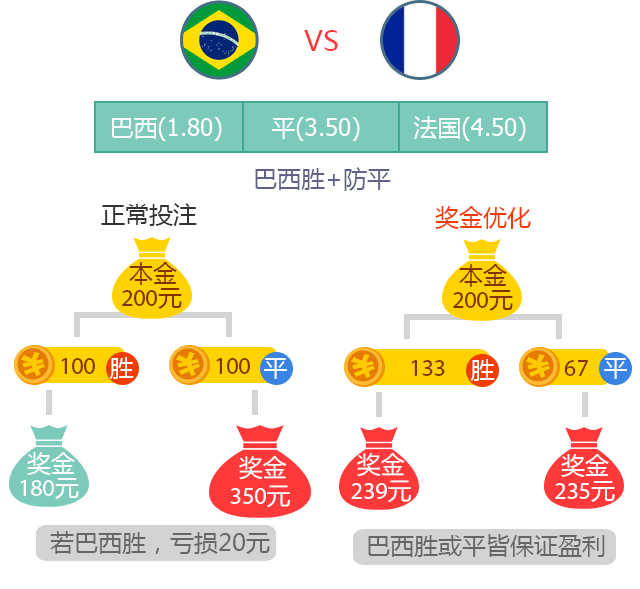 VS
巴西(1.80) 平(3.50) 法国(4.50)
巴西胜+防平
正常投注
本金
200元
100 胜
100 平
奖金
180元
奖金
350元
若巴西胜，亏损20元
奖金优化
本金
200元
133 胜
67 平
奖金
239元
奖金
235元
巴西胜或平皆保证盈利